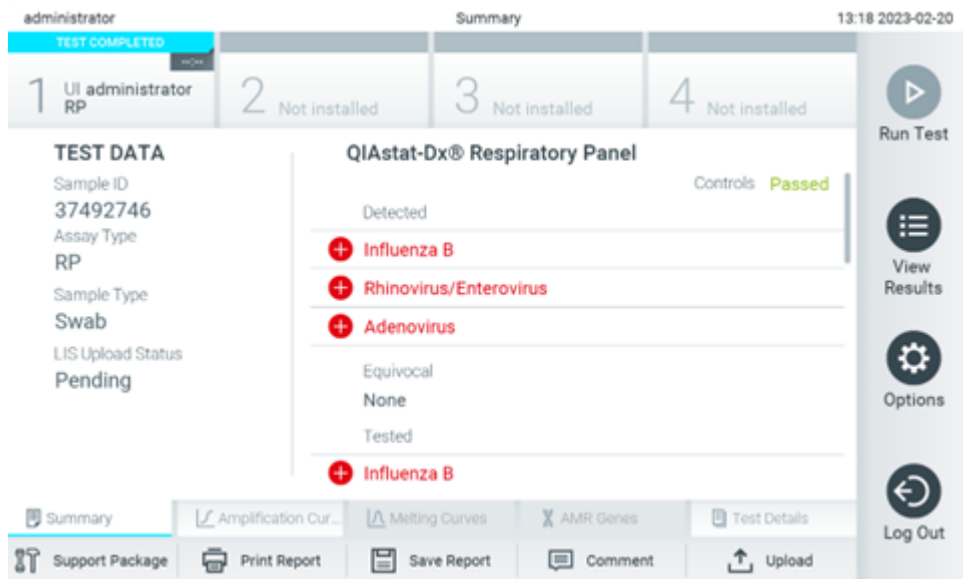 administrator
Summary
13:18 2023-02-20
TEST COMPLETED
--:--
1 UI administrator
RP
2 Not installed
3 Not installed
4 Not installed
Run Test
TEST DATA
Sample ID
37492746
Assay Type
RP
Sample Type
Swab
LIS Upload Status
Pending
QIAstat-Dx® Respiratory Panel
Controls Passed
Detected
Influenza B
Rhinovirus/Enterovirus
Adenovirus
Equivocal
None
Tested
Influenza B
View
Results
Options
Log Out
Summary
Amplification Cur...
Melting Curves
AMR Genes
Test Details
Support Package
Print Report
Save Report
Comment
Upload